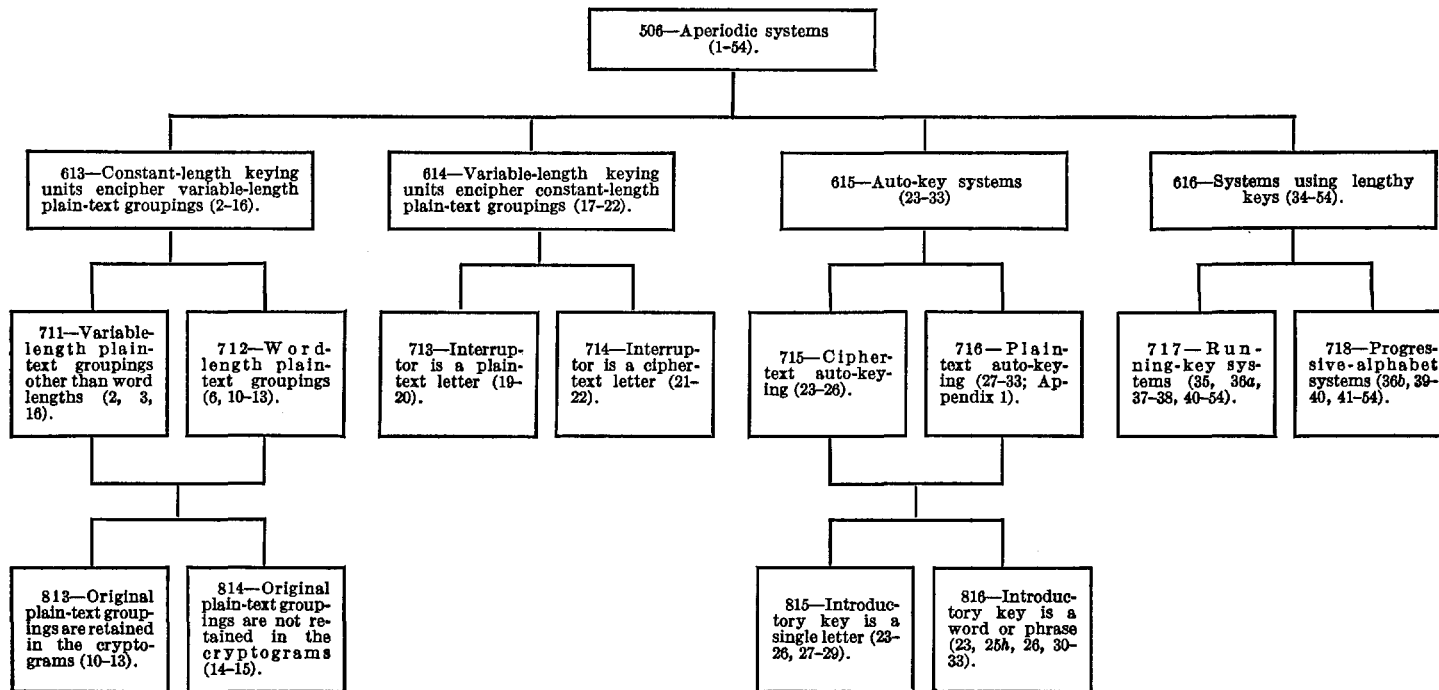 506—Aperiodic systems
(1-54).
613—Constant-length keying
units encipher variable-length
plain-text groupings (2-16).
614—Variable-length keying
units encipher constant-length
plain-text groupings (17-22).
615—Auto-key systems
(23-33)
616—Systems using lengthy
keys (34-54).
711—Variable-
length plain-
text groupings
other than word
lengths (2, 3,
16).
712—Word-
length plain-
text groupings
(6, 10-13).
713—Interrup-
tor is a plain-
text letter (19-
20).
714—Interrup-
tor is a cipher-
text letter (21-
22).
715—Cipher-
text auto-key-
ing (23-26).
716—Plain-
text auto-key-
ing (27-33; Ap-
pendix 1).
717—Run-
ning-key sys-
tems (35, 36a,
37-38, 40-54).
718—Progres-
sive-alphabet
systems (36b, 39-
40, 41-54).
813—Original
plain-text group-
ings are retained
in the crypto-
grams (10-13).
814—Original
plain-text group-
ings are not re-
tained in the
cryptograms
(14-15).
815—Introduc-
tory key is a
single letter (23-
26, 27-29).
816—Introduc-
tory key is a
word or phrase
(23, 25h, 26, 30-
33).